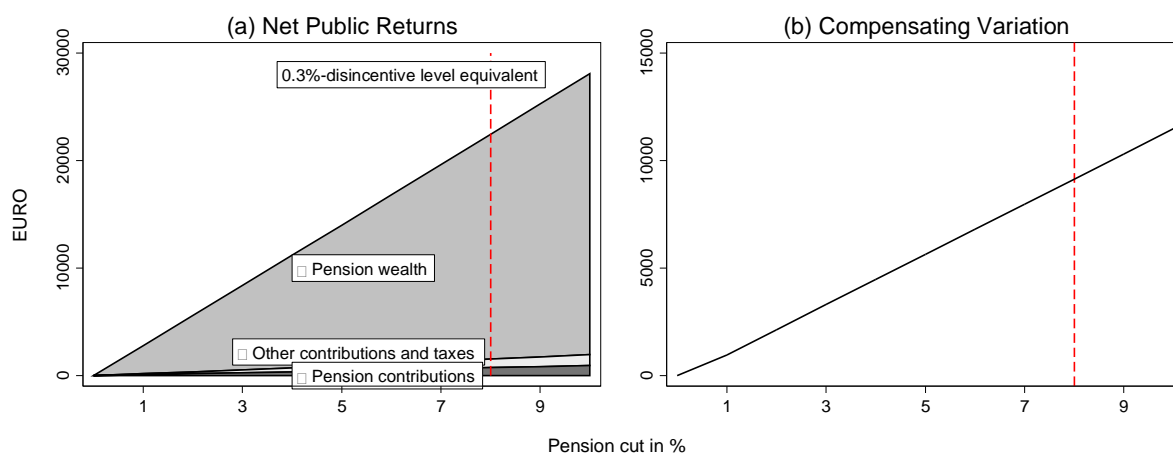 (a) Net Public Returns
30000
20000
10000
0
EURO
0.3%-disincentive level equivalent
□ Pension wealth
□ Other contributions and taxes
□ Pension contributions
1 3 5 7 9
(b) Compensating Variation
15000
10000
5000
0
1 3 5 7 9
Pension cut in %